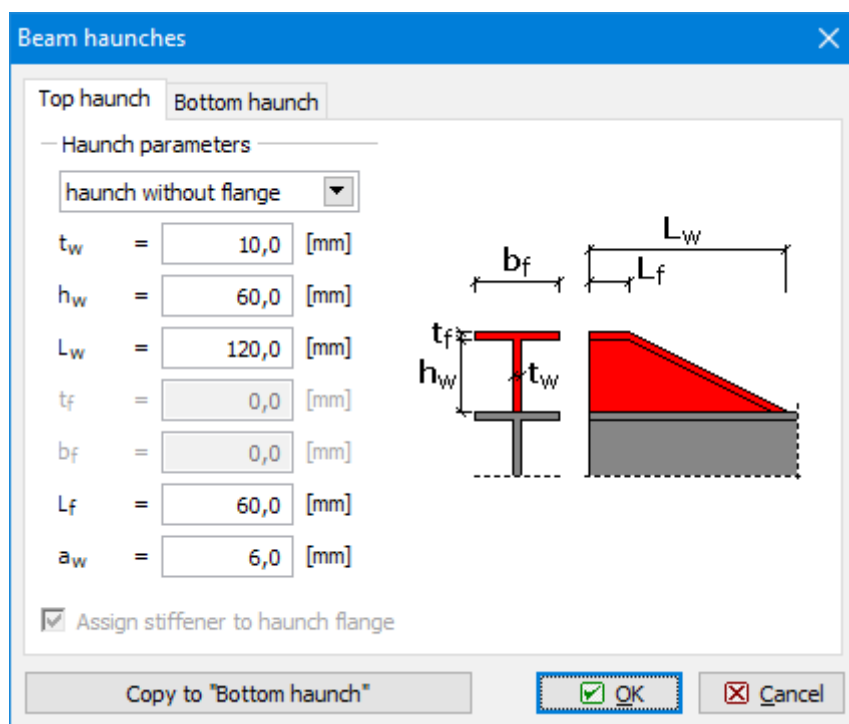 Beam haunches
Top haunch Bottom haunch
Haunch parameters
haunch without flange
tw = 10,0 [mm]
hw = 60,0 [mm]
Lw = 120,0 [mm]
tf = 0,0 [mm]
bf = 0,0 [mm]
Lf = 60,0 [mm]
aw = 6,0 [mm]
Lw
bf Lf
tf
hw tw
Assign stiffener to haunch flange
Copy to "Bottom haunch" OK Cancel